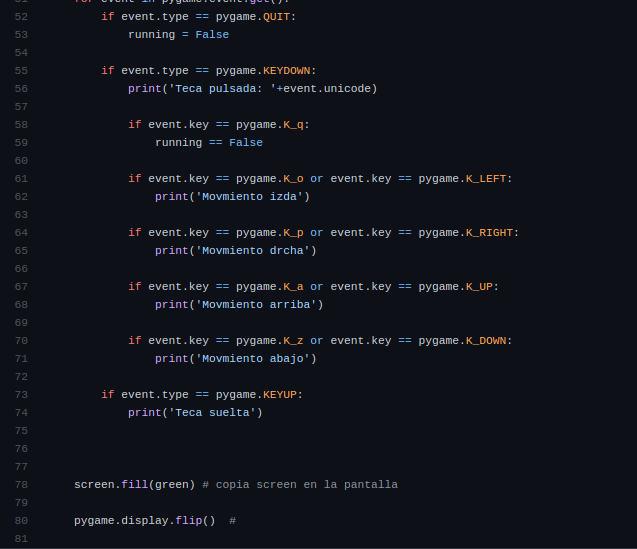 51 for event in pygame.event.get():
52 if event.type == pygame.QUIT:
53 running = False
54
55 if event.type == pygame.KEYDOWN:
56 print('Teca pulsada: '+event.unicode)
57
58 if event.key == pygame.K_q:
59 running == False
60
61 if event.key == pygame.K_o or event.key == pygame.K_LEFT:
62 print('Movmiento izda')
63
64 if event.key == pygame.K_p or event.key == pygame.K_RIGHT:
65 print('Movmiento drcha')
66
67 if event.key == pygame.K_a or event.key == pygame.K_UP:
68 print('Movmiento arriba')
69
70 if event.key == pygame.K_z or event.key == pygame.K_DOWN:
71 print('Movmiento abajo')
72
73 if event.type == pygame.KEYUP:
74 print('Teca suelta')
75
76
77
78 screen.fill(green) # copia screen en la pantalla
79
80 pygame.display.flip() #
81